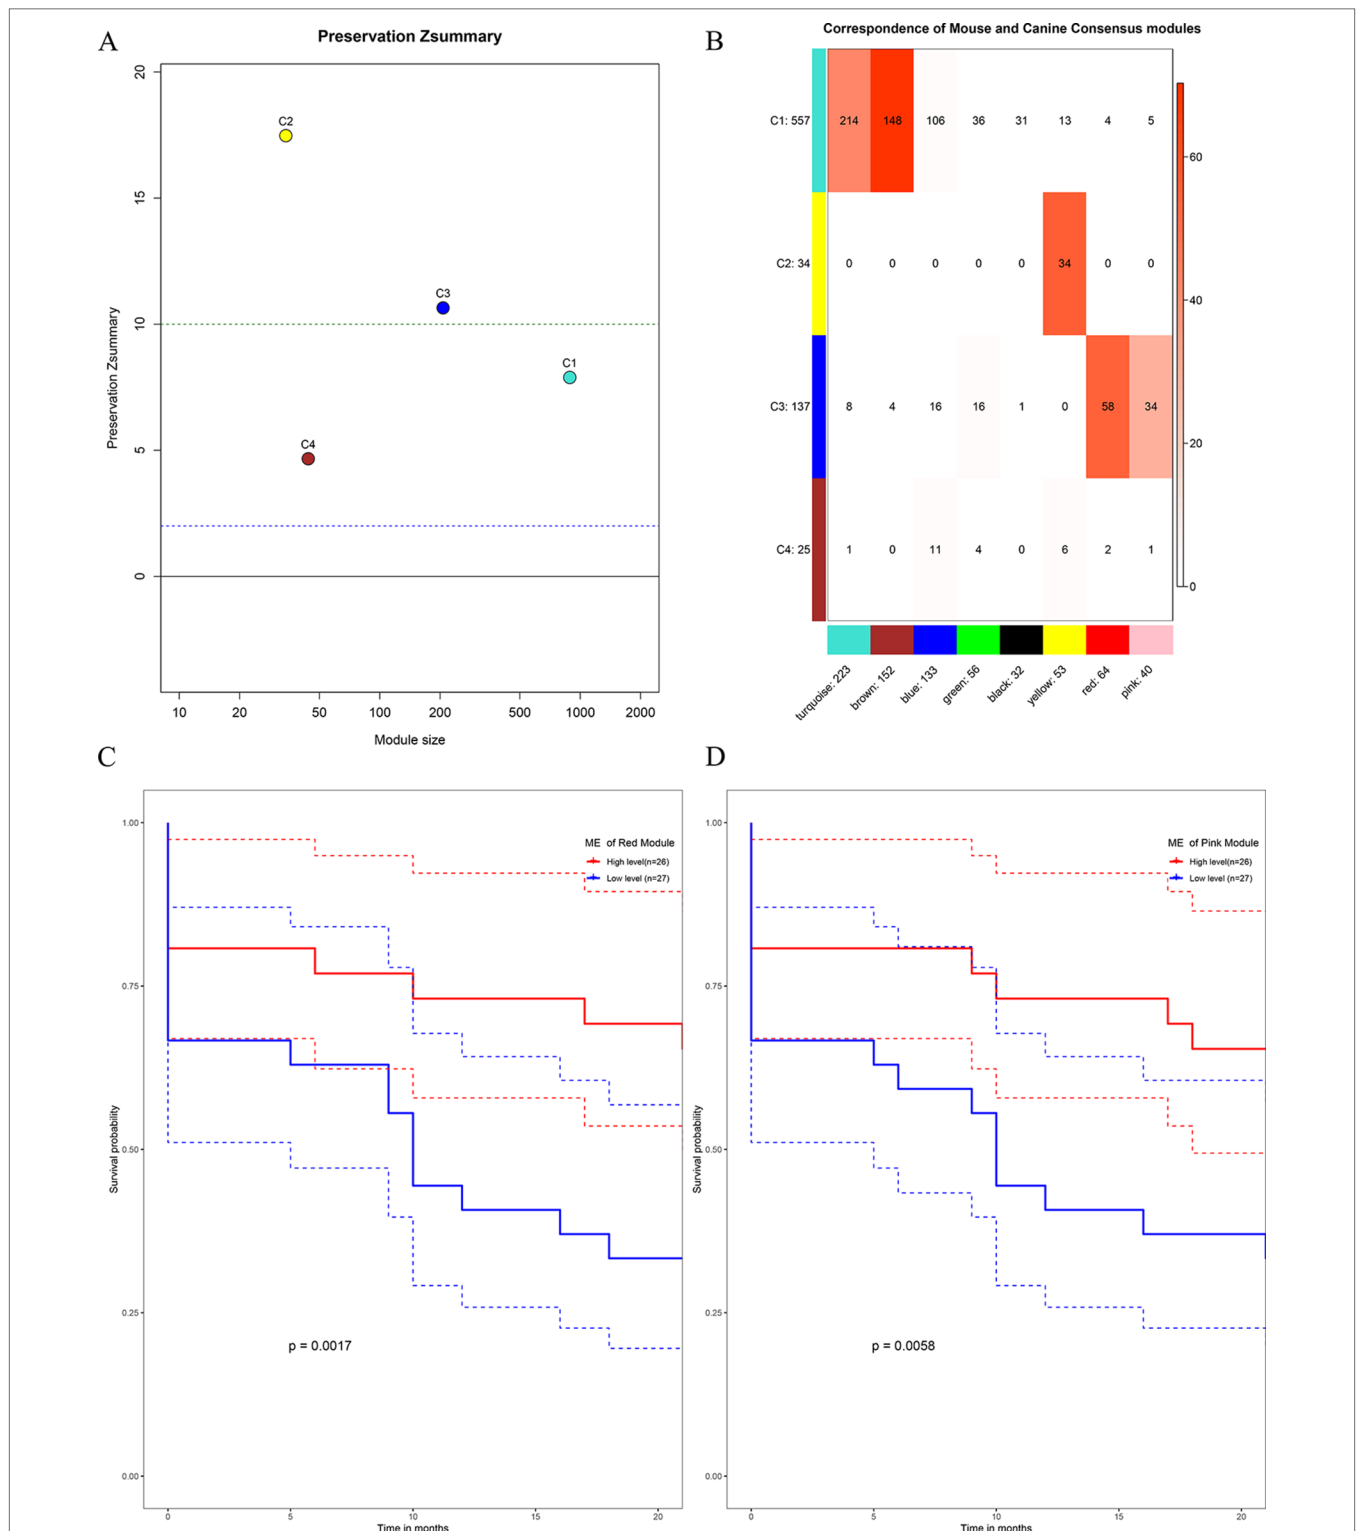 A
Preservation Zsummary
20
15
10
5
0
Preservation Zsummary
C2
C3
C1
C4
10 20 50 100 200 500 1000 2000
Module size
B
Correspondence of Mouse and Canine Consensus modules
C1: 557 214 148 106 36 31 13 4 5
C2: 34 0 0 0 0 0 34 0 0
C3: 137 8 4 16 16 1 0 58 34
C4: 25 1 0 11 4 0 6 2 1
60
40
20
0
turquoise: 223
brown: 152
blue: 133
green: 56
black: 32
yellow: 53
red: 64
pink: 40
C
1.00
0.75
0.50
0.25
0.00
Survival probability
ME of Red Module
High level(n=26)
Low level (n=27)
p = 0.0017
0 5 10 15 20
Time in months
D
1.00
0.75
0.50
0.25
0.00
Survival probability
ME of Pink Module
High level(n=26)
Low level (n=27)
p = 0.0058
0 5 10 15 20
Time in months